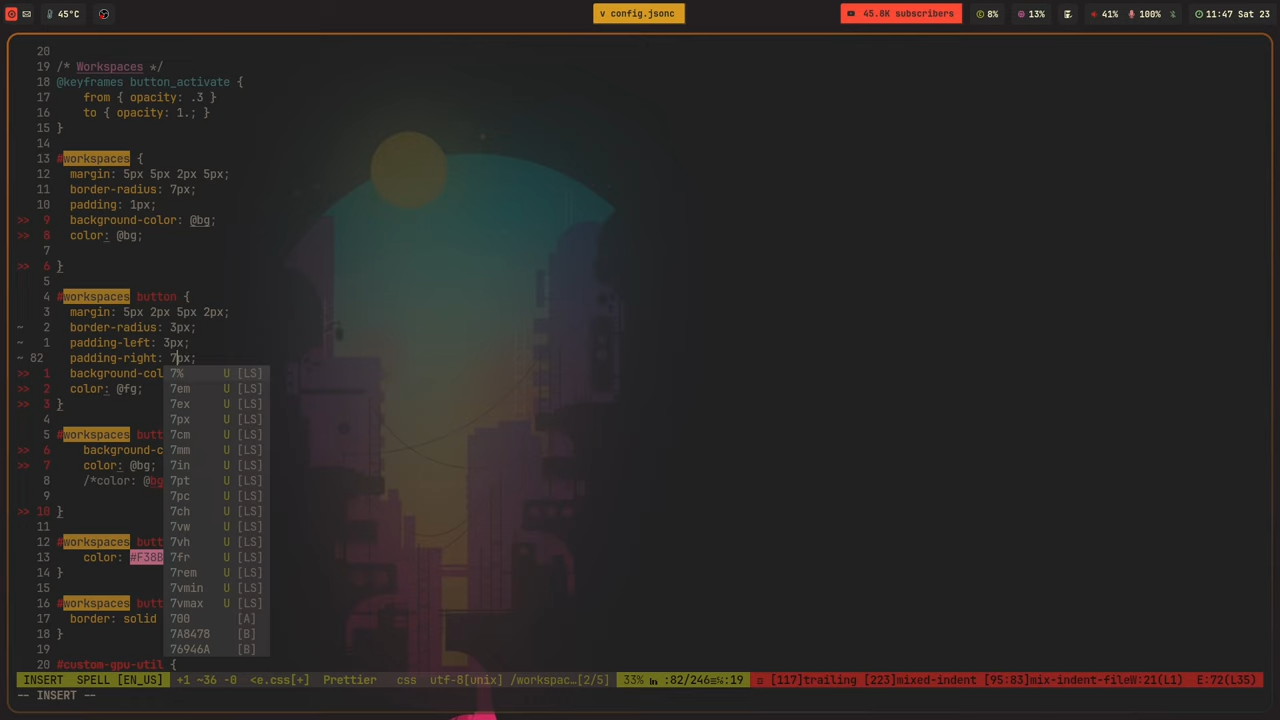 45°C
v config.jsonc
45.8K subscribers
8%
13%
41%
100%
11:47 Sat 23
20
19 /* Workspaces */
18 @keyframes button_activate {
17 from { opacity: .3 }
16 to { opacity: 1.; }
15 }
14
13 #workspaces {
12 margin: 5px 5px 2px 5px;
11 border-radius: 7px;
10 padding: 1px;
>> 9 background-color: @bg;
>> 8 color: @bg;
7
>> 6 }
5
4 #workspaces button {
3 margin: 5px 2px 5px 2px;
~ 2 border-radius: 3px;
~ 1 padding-left: 3px;
~ 82 padding-right: 7px;
>> 1 background-col 7% U [LS]
>> 2 color: @fg; 7em U [LS]
>> 3 } 7ex U [LS]
4 7px U [LS]
5 #workspaces butt 7cm U [LS]
>> 6 background-c 7mm U [LS]
>> 7 color: @bg; 7in U [LS]
8 /*color: @bg 7pt U [LS]
9 7pc U [LS]
>> 10 } 7ch U [LS]
11 7vw U [LS]
12 #workspaces butt 7vh U [LS]
13 color: #F38B 7fr U [LS]
14 } 7rem U [LS]
15 7vmin U [LS]
16 #workspaces butt 7vmax U [LS]
17 border: solid 700 [A]
18 } 7A8478 [B]
19 76946A [B]
20 #custom-gpu-util {
INSERT SPELL [EN_US] +1 ~36 -0 <e.css[+] Prettier css utf-8[unix] /workspac…[2/5] 33% ln :82/246≡℅:19 [117]trailing [223]mixed-indent [95:83]mix-indent-fileW:21(L1) E:72(L35)
-- INSERT --